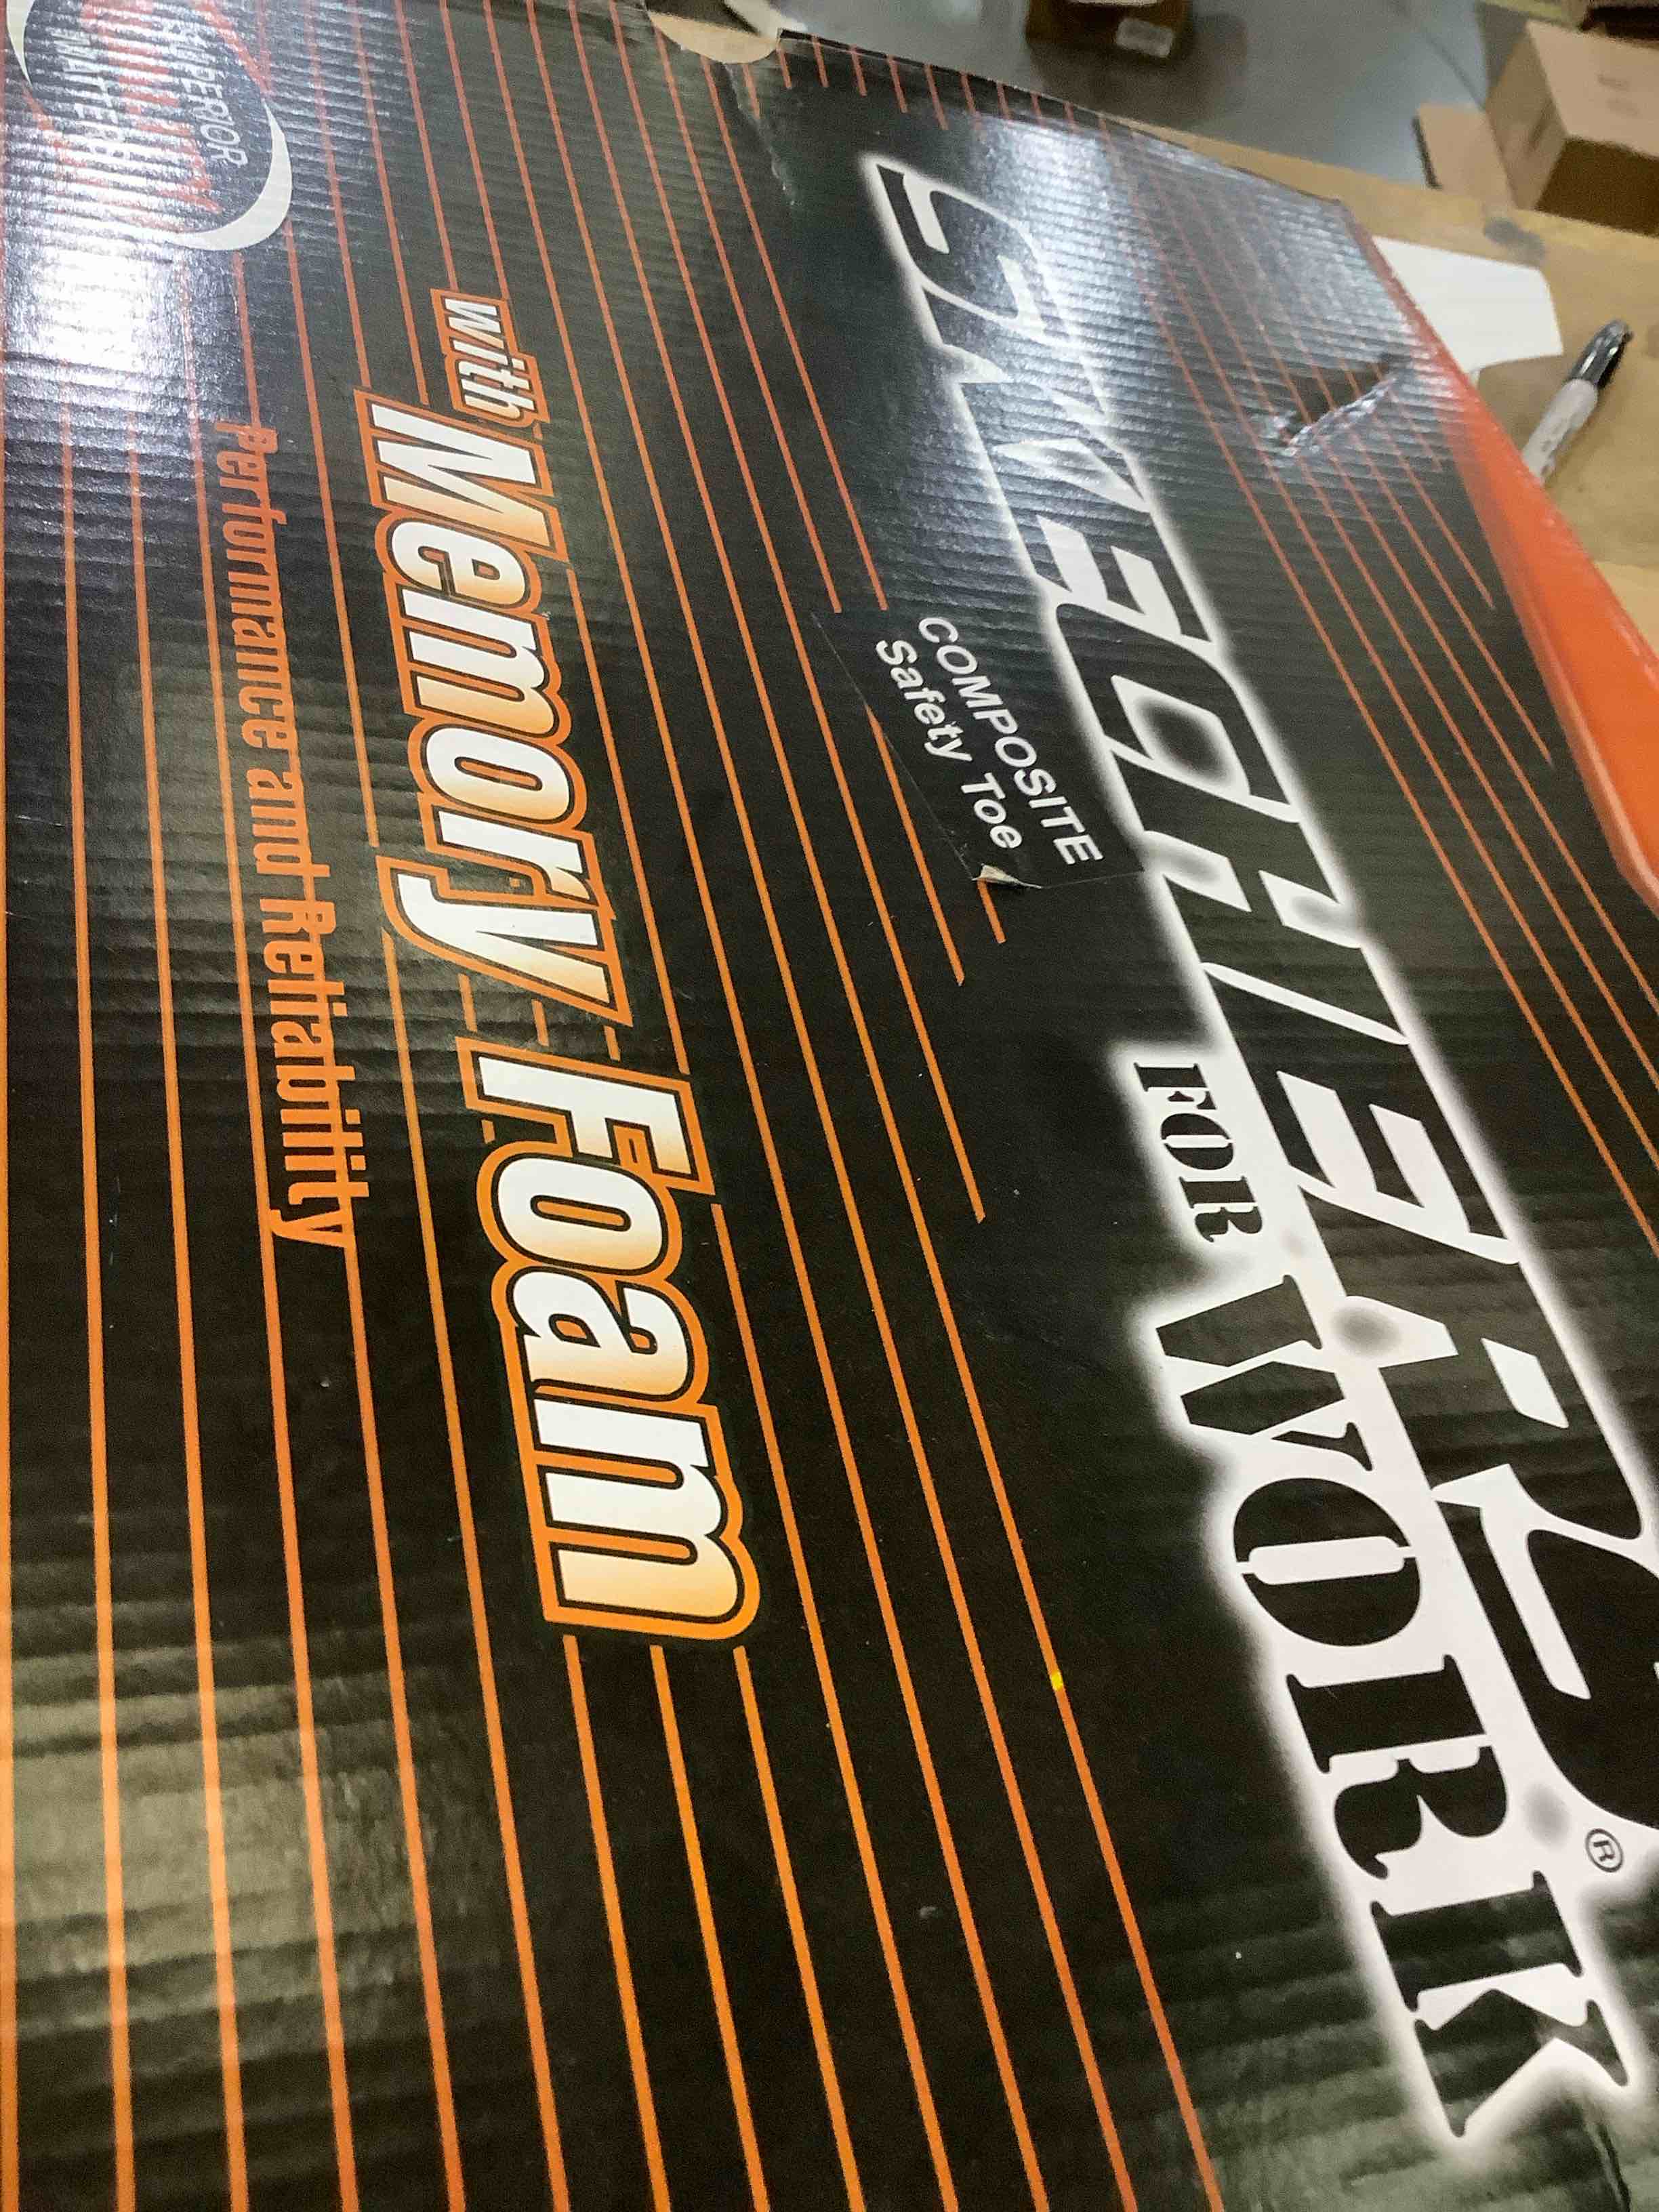 SKECHERS
FOR WORK
®
COMPOSITE
Safety Toe
with Memory Foam
Performance and Reliability
SUPERIOR